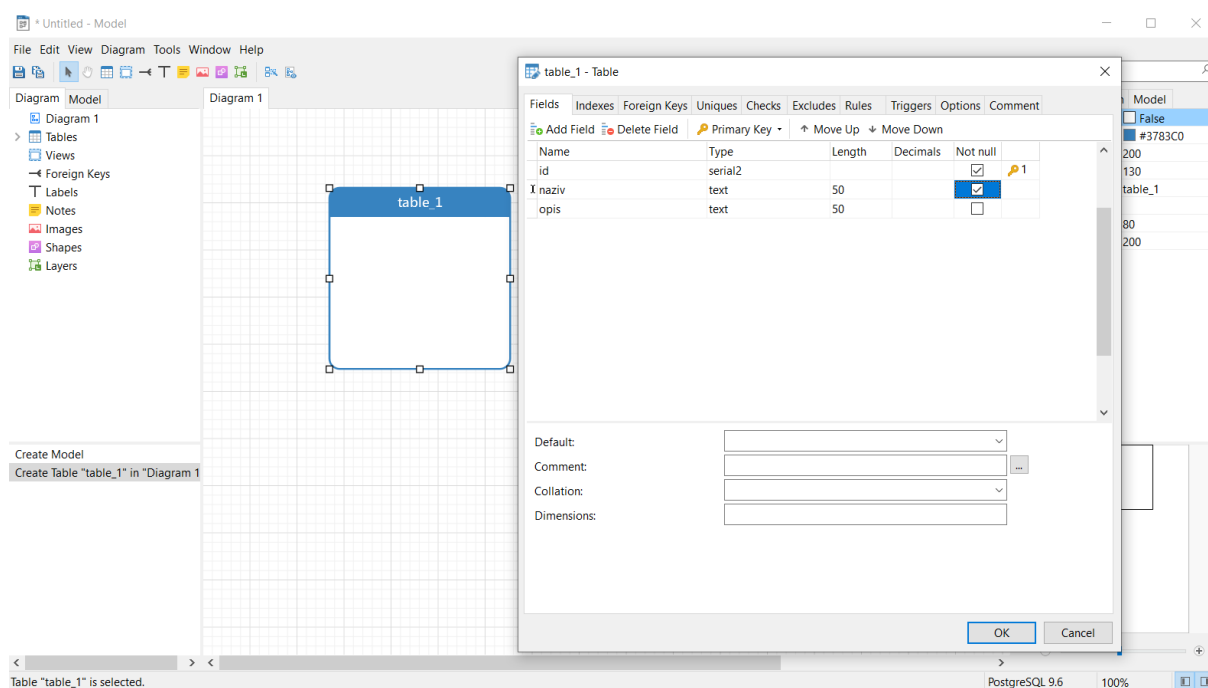 * Untitled - Model
File Edit View Diagram Tools Window Help
Diagram Model
Diagram 1
Tables
Views
Foreign Keys
Labels
Notes
Images
Shapes
Layers
Create Model
Create Table "table_1" in "Diagram 1
Diagram 1
table_1
table_1 - Table
Fields Indexes Foreign Keys Uniques Checks Excludes Rules Triggers Options Comment
Add Field Delete Field Primary Key Move Up Move Down
Name Type Length Decimals Not null
id serial2 1
naziv text 50
opis text 50
Default:
Comment: ...
Collation:
Dimensions:
OK Cancel
Model
False
#3783C0
200
130
table_1
80
200
Table "table_1" is selected. PostgreSQL 9.6 100%